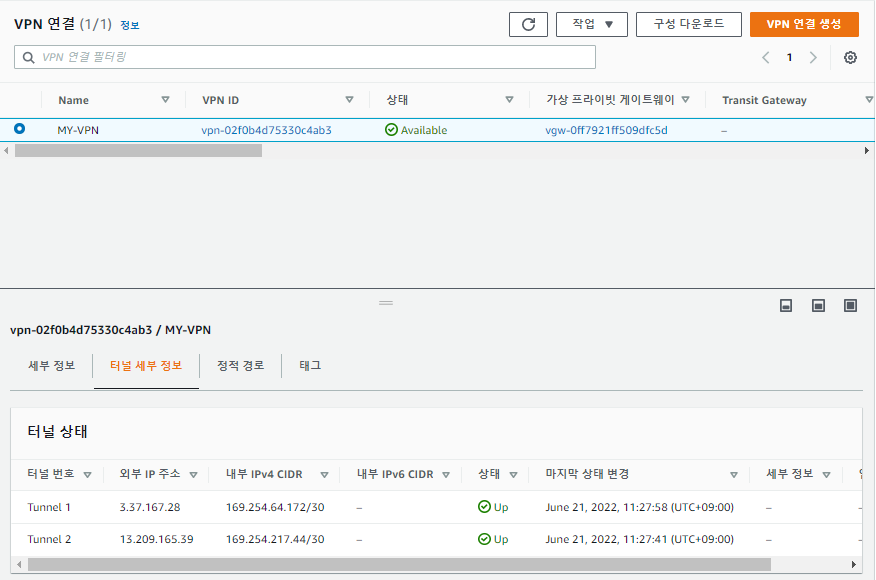 VPN 연결 (1/1) 정보 작업 구성 다운로드 VPN 연결 생성
VPN 연결 필터링 1
Name VPN ID 상태 가상 프라이빗 게이트웨이 Transit Gateway
MY-VPN vpn-02f0b4d75330c4ab3 Available vgw-0ff7921ff509dfc5d –
vpn-02f0b4d75330c4ab3 / MY-VPN
세부 정보 터널 세부 정보 정적 경로 태그
터널 상태
터널 번호 외부 IP 주소 내부 IPv4 CIDR 내부 IPv6 CIDR 상태 마지막 상태 변경 세부 정보
Tunnel 1 3.37.167.28 169.254.64.172/30 – Up June 21, 2022, 11:27:58 (UTC+09:00) –
Tunnel 2 13.209.165.39 169.254.217.44/30 – Up June 21, 2022, 11:27:41 (UTC+09:00) –